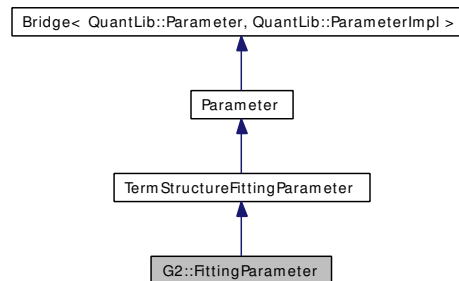 Bridge< QuantLib::Parameter, QuantLib::ParameterImpl >
Parameter
TermStructureFittingParameter
G2::FittingParameter